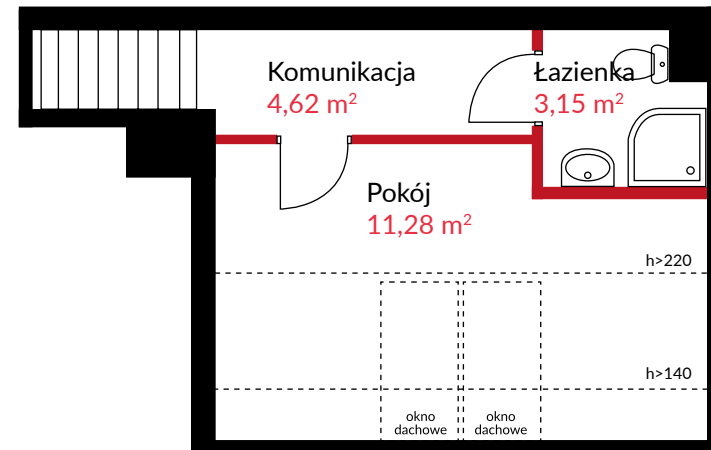 Komunikacja
4,62 m²
Łazienka
3,15 m²
Pokój
11,28 m²
h>220
h>140
okno
dachowe
okno
dachowe